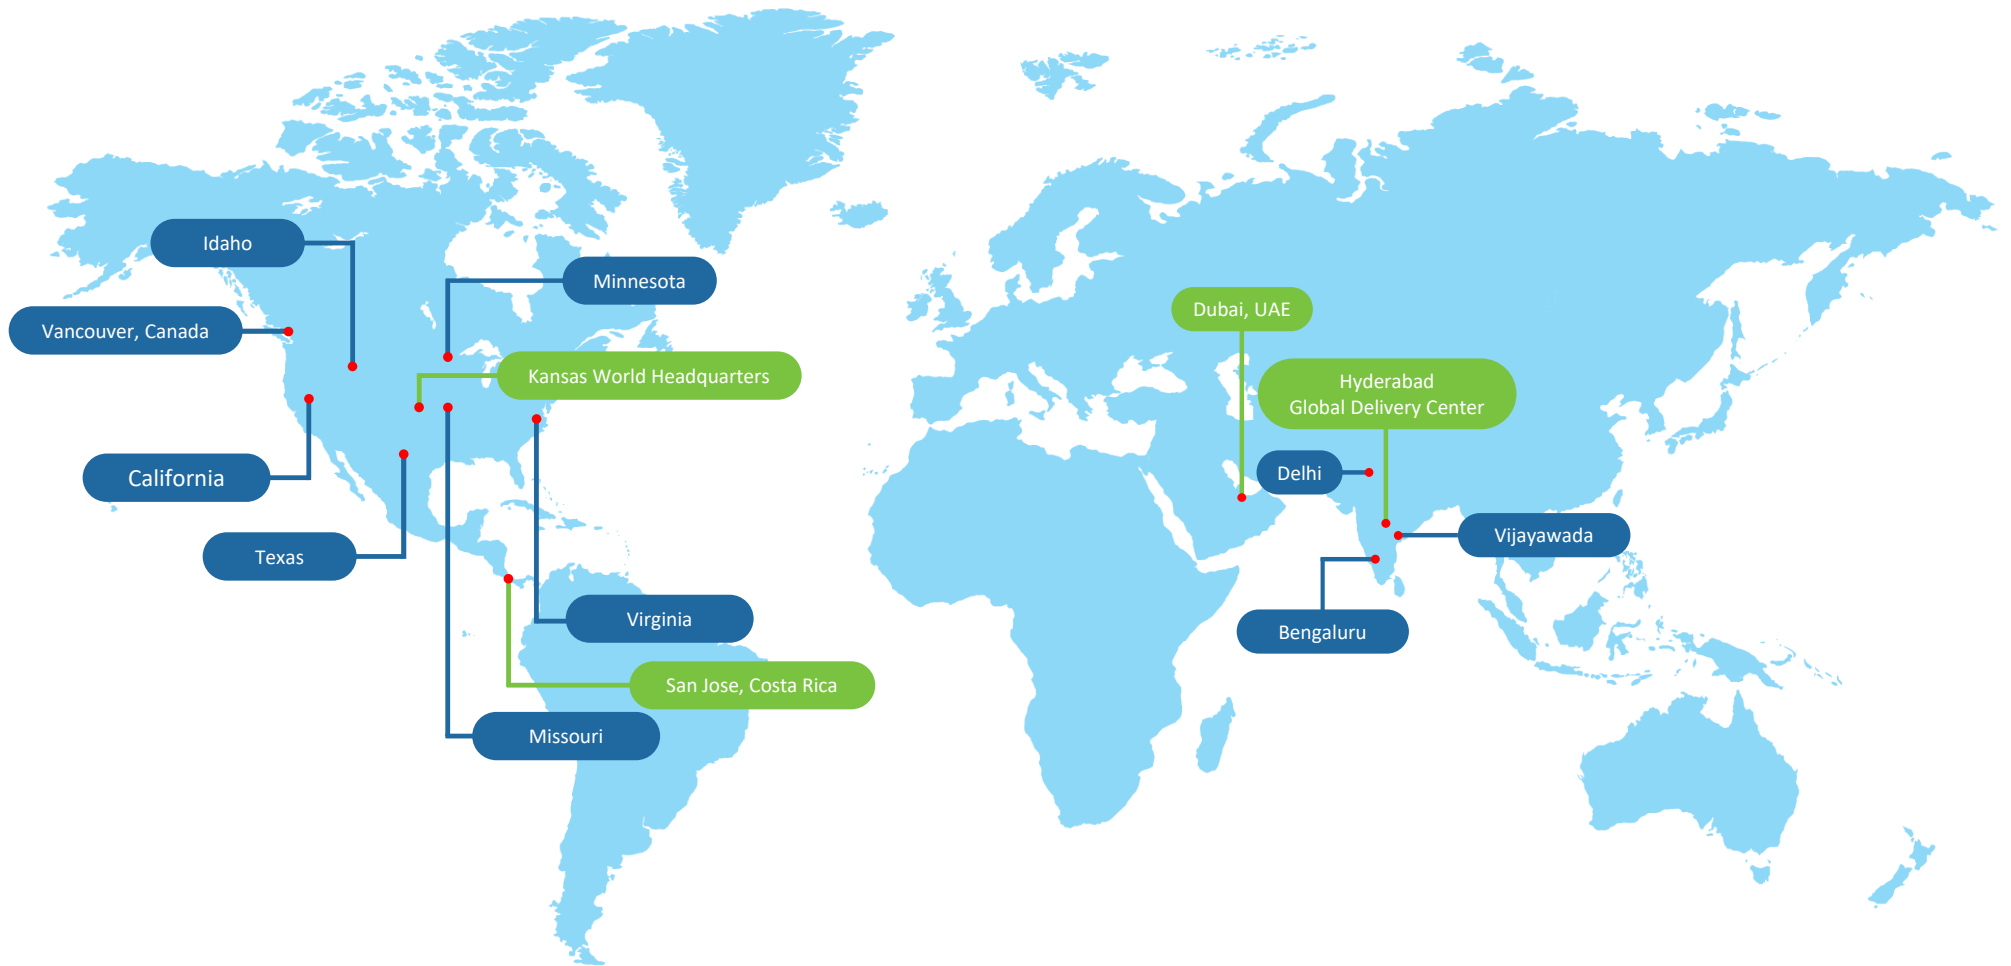 Idaho
Minnesota
Vancouver, Canada
Dubai, UAE
Kansas World Headquarters
Hyderabad
Global Delivery Center
California
Delhi
Texas
Vijayawada
Virginia
Bengaluru
San Jose, Costa Rica
Missouri